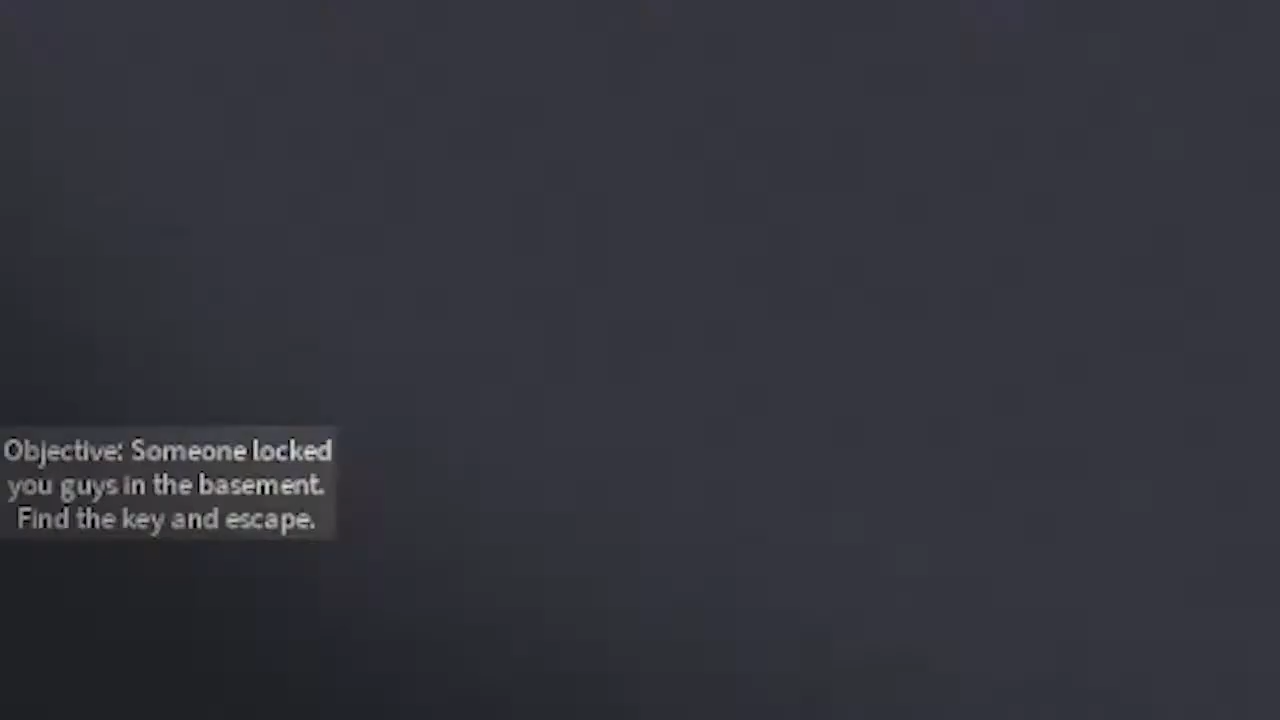 Objective: Someone locked
you guys in the basement.
Find the key and escape.